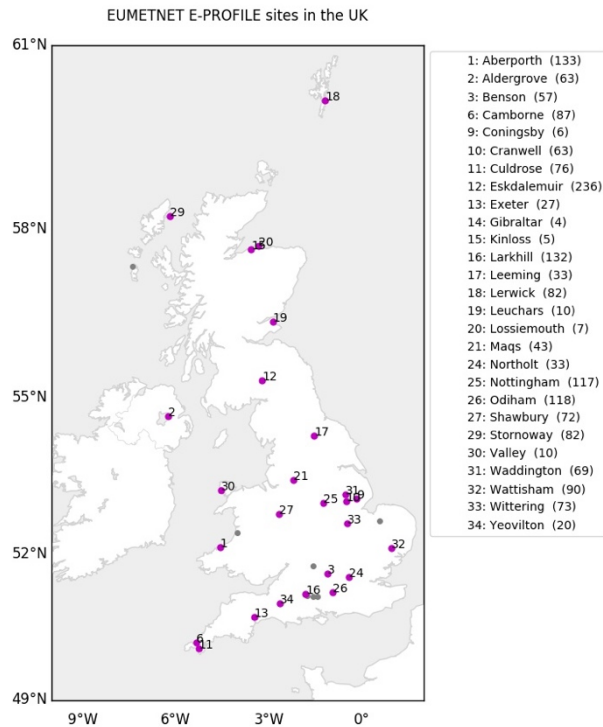 EUMETNET E-PROFILE sites in the UK
61°N
58°N
55°N
52°N
49°N
9°W
6°W
3°W
0°
18
29
20
15
19
12
2
17
21
30
31
10
9
25
27
33
32
1
3
24
16
26
34
13
6
11
1: Aberporth (133)
2: Aldergrove (63)
3: Benson (57)
6: Camborne (87)
9: Coningsby (6)
10: Cranwell (63)
11: Culdrose (76)
12: Eskdalemuir (236)
13: Exeter (27)
14: Gibraltar (4)
15: Kinloss (5)
16: Larkhill (132)
17: Leeming (33)
18: Lerwick (82)
19: Leuchars (10)
20: Lossiemouth (7)
21: Maqs (43)
24: Northolt (33)
25: Nottingham (117)
26: Odiham (118)
27: Shawbury (72)
29: Stornoway (82)
30: Valley (10)
31: Waddington (69)
32: Wattisham (90)
33: Wittering (73)
34: Yeovilton (20)